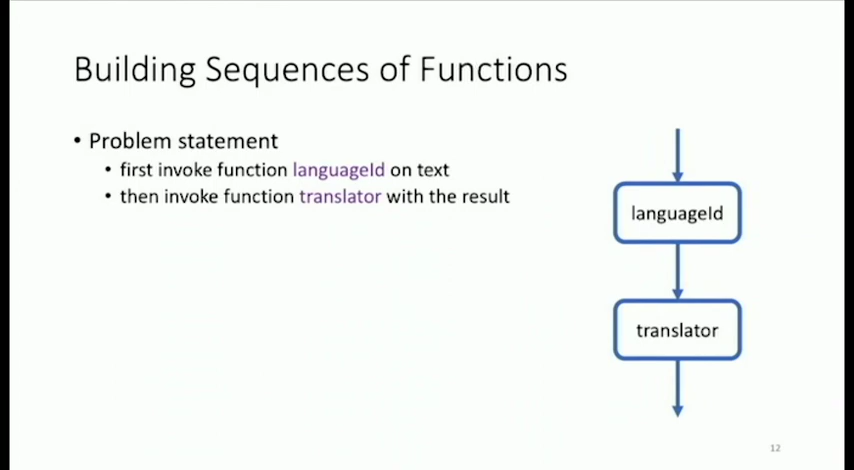 Building Sequences of Functions
• Problem statement
• first invoke function languageId on text
• then invoke function translator with the result
languageId
translator
12